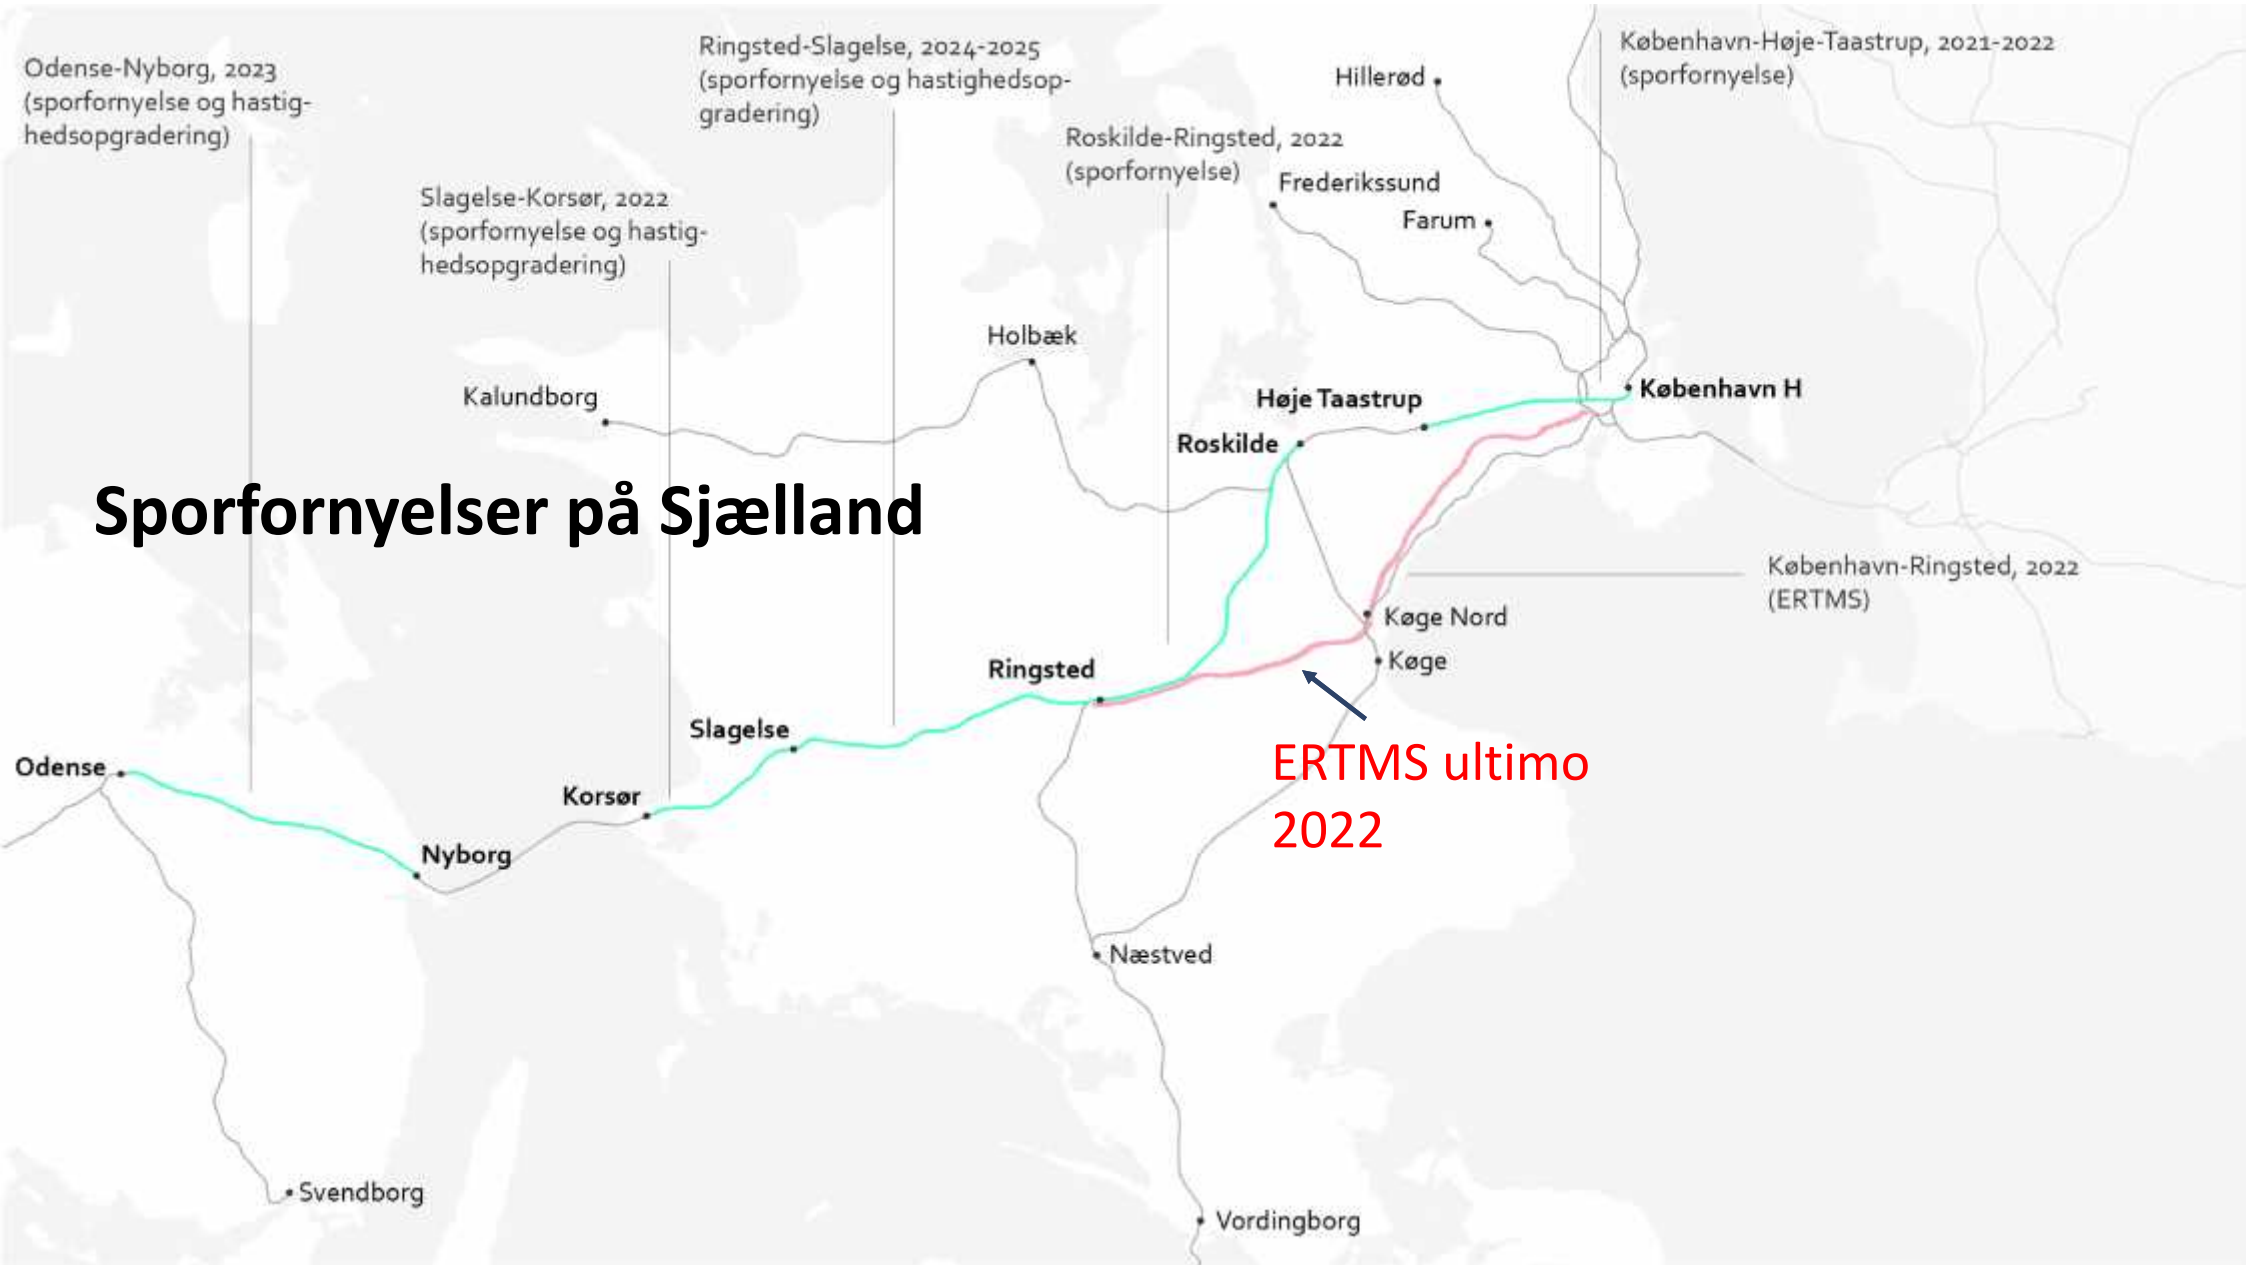 Odense-Nyborg, 2023
(sporfornyelse og hastig-
hedsopgradering)
Ringsted-Slagelse, 2024-2025
(sporfornyelse og hastighedsop-
gradering)
København-Høje-Taastrup, 2021-2022
(sporfornyelse)
Hillerød
Roskilde-Ringsted, 2022
(sporfornyelse)
Slagelse-Korsør, 2022
(sporfornyelse og hastig-
hedsopgradering)
Frederikssund
Farum
Holbæk
Kalundborg
Høje Taastrup
København H
Roskilde
Sporfornyelser på Sjælland
København-Ringsted, 2022
(ERTMS)
Køge Nord
Køge
Ringsted
Slagelse
Odense
Korsør
ERTMS ultimo
2022
Nyborg
Næstved
Svendborg
Vordingborg